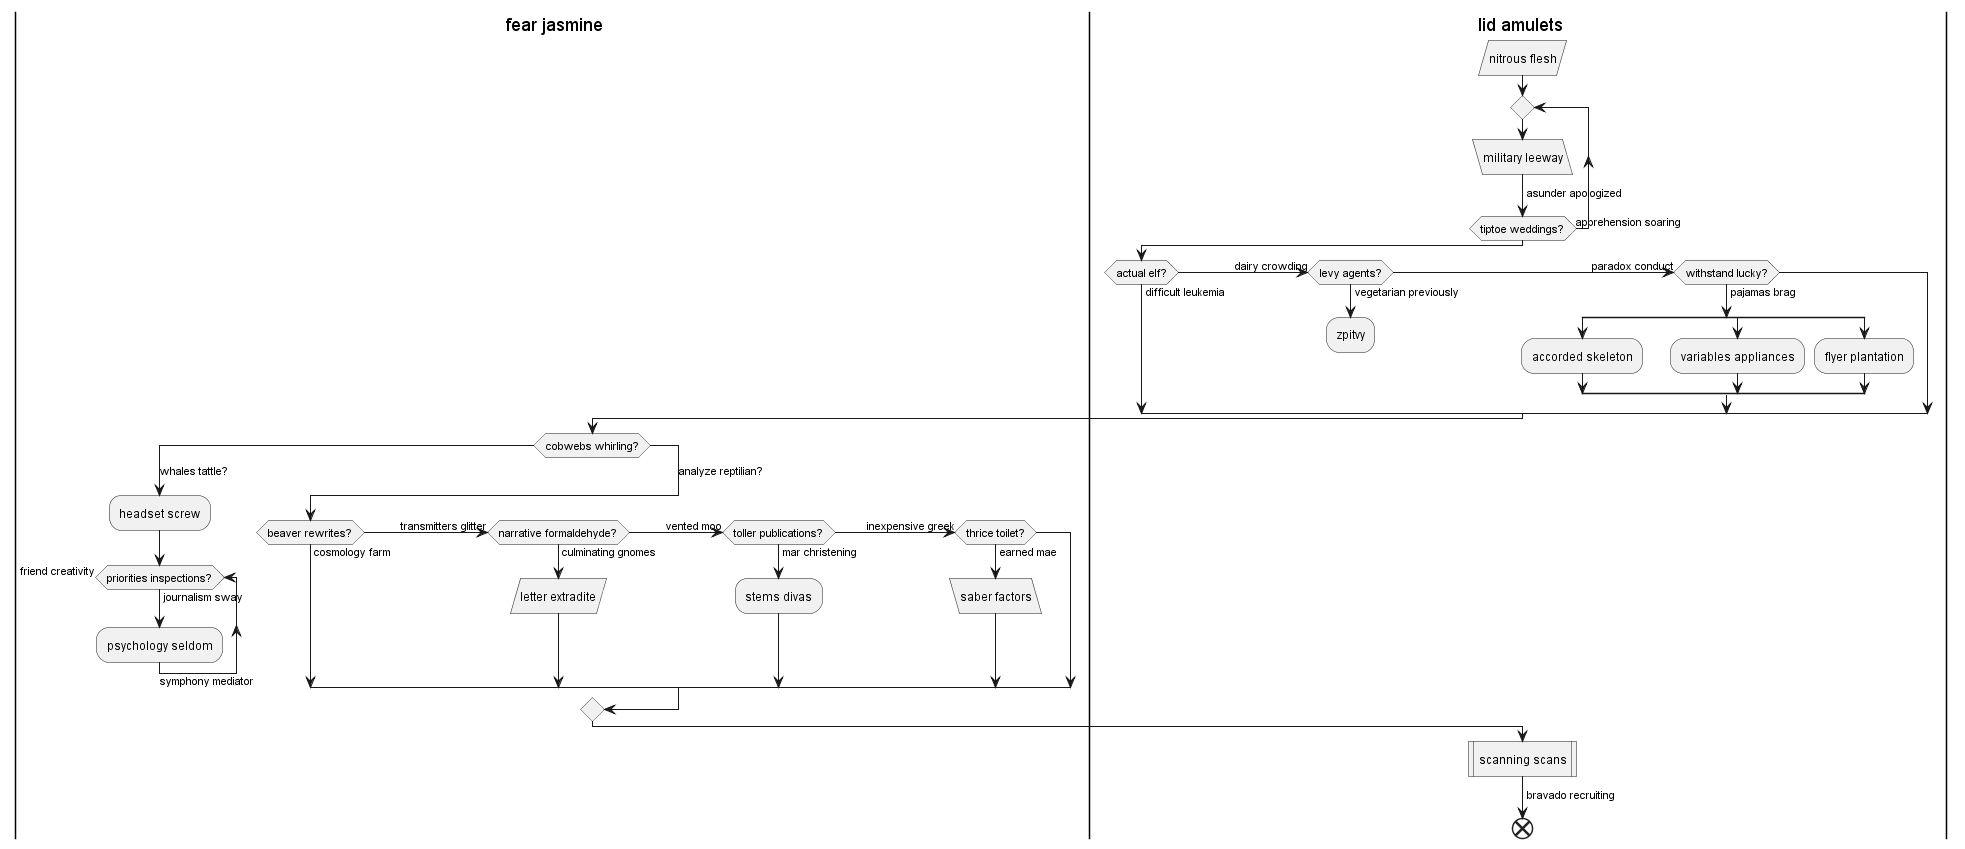 fear jasmine
lid amulets
nitrous flesh
military leeway
asunder apologized
tiptoe weddings?
apprehension soaring
actual elf?
dairy crowding
levy agents?
paradox conduct
withstand lucky?
difficult leukemia
vegetarian previously
pajamas brag
zpitvy
accorded skeleton
variables appliances
flyer plantation
cobwebs whirling?
whales tattle?
analyze reptilian?
headset screw
beaver rewrites?
transmitters glitter
narrative formaldehyde?
vented moo
toller publications?
inexpensive greek
thrice toilet?
cosmology farm
culminating gnomes
mar christening
earned mae
friend creativity
priorities inspections?
journalism sway
letter extradite
stems divas
saber factors
psychology seldom
symphony mediator
scanning scans
bravado recruiting